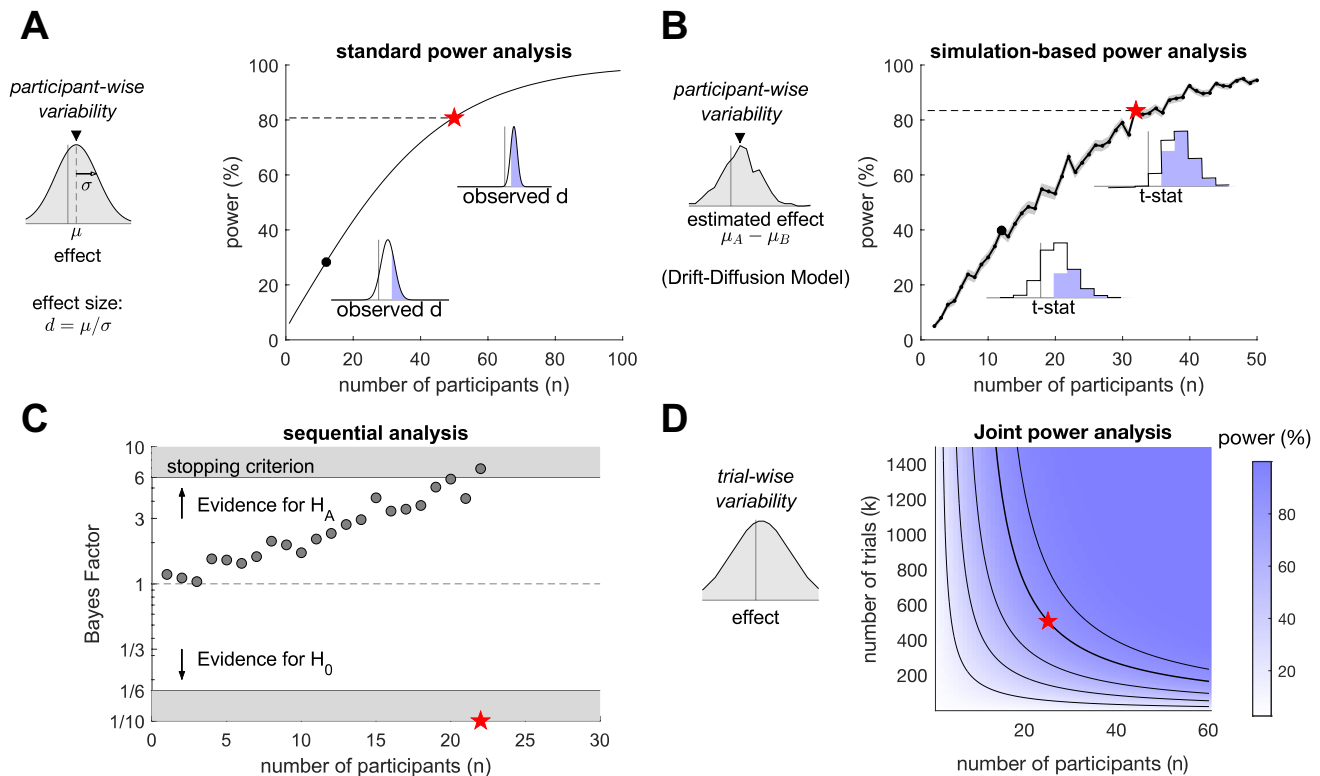 A
standard power analysis
participant-wise
variability
σ
μ
effect
effect size:
d = μ/σ
power (%)
100
80
60
40
20
0
observed d
observed d
0
20
40
60
80
100
number of participants (n)
B
simulation-based power analysis
participant-wise
variability
estimated effect
μA − μB
(Drift-Diffusion Model)
power (%)
100
80
60
40
20
0
t-stat
t-stat
0
10
20
30
40
50
number of participants (n)
C
sequential analysis
Bayes Factor
10
6
3
1
1/3
1/6
1/10
stopping criterion
Evidence for HA
Evidence for H0
0
5
10
15
20
25
30
number of participants (n)
D
Joint power analysis
trial-wise
variability
effect
number of trials (k)
1400
1200
1000
800
600
400
200
20
40
60
number of participants (n)
power (%)
80
60
40
20